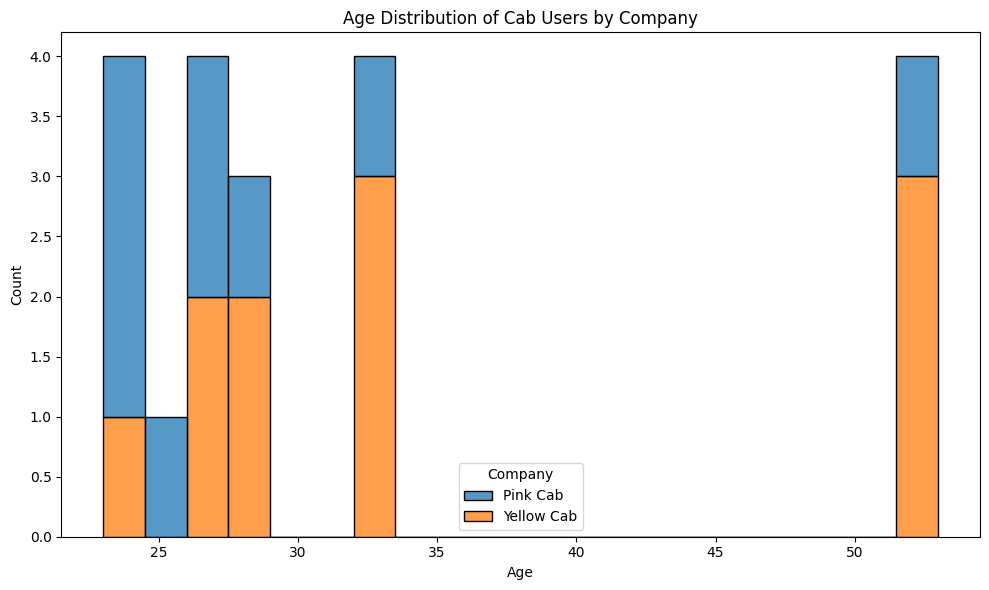 Age Distribution of Cab Users by Company
4.0
3.5
3.0
2.5
2.0
1.5
1.0
0.5
0.0
Count
Company
Pink Cab
Yellow Cab
25 30 35 40 45 50
Age